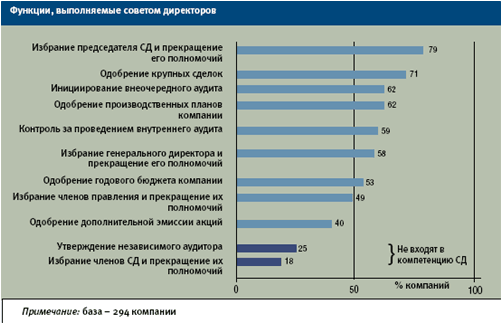 Функции, выполняемые советом директоров
Избрание председателя СД и прекращение
его полномочий
79
Одобрение крупных сделок
71
Инициирование внеочередного аудита
62
Одобрение производственных планов
компании
62
Контроль за проведением внутреннего аудита
59
Избрание генерального директора и
прекращение его полномочий
58
Одобрение годового бюджета компании
53
Избрание членов правления и прекращение их
полномочий
49
Одобрение дополнительной эмиссии акций
40
Утверждение независимого аудитора
25
Избрание членов СД и прекращение их
полномочий
18
Не входят в
компетенцию СД
0
50
100
% компаний
Примечание: база – 294 компании